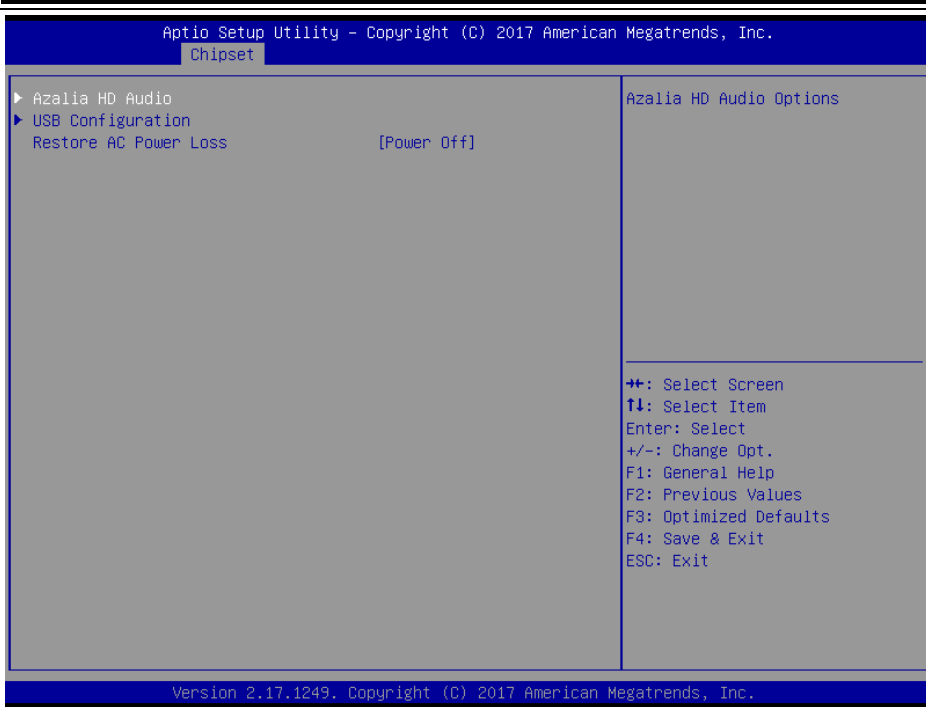 Aptio Setup Utility – Copyright (C) 2017 American Megatrends, Inc.
Chipset
▶ Azalia HD Audio
▶ USB Configuration
Restore AC Power Loss [Power Off]
Azalia HD Audio Options
→←: Select Screen
↑↓: Select Item
Enter: Select
+/-: Change Opt.
F1: General Help
F2: Previous Values
F3: Optimized Defaults
F4: Save & Exit
ESC: Exit
Version 2.17.1249. Copyright (C) 2017 American Megatrends, Inc.